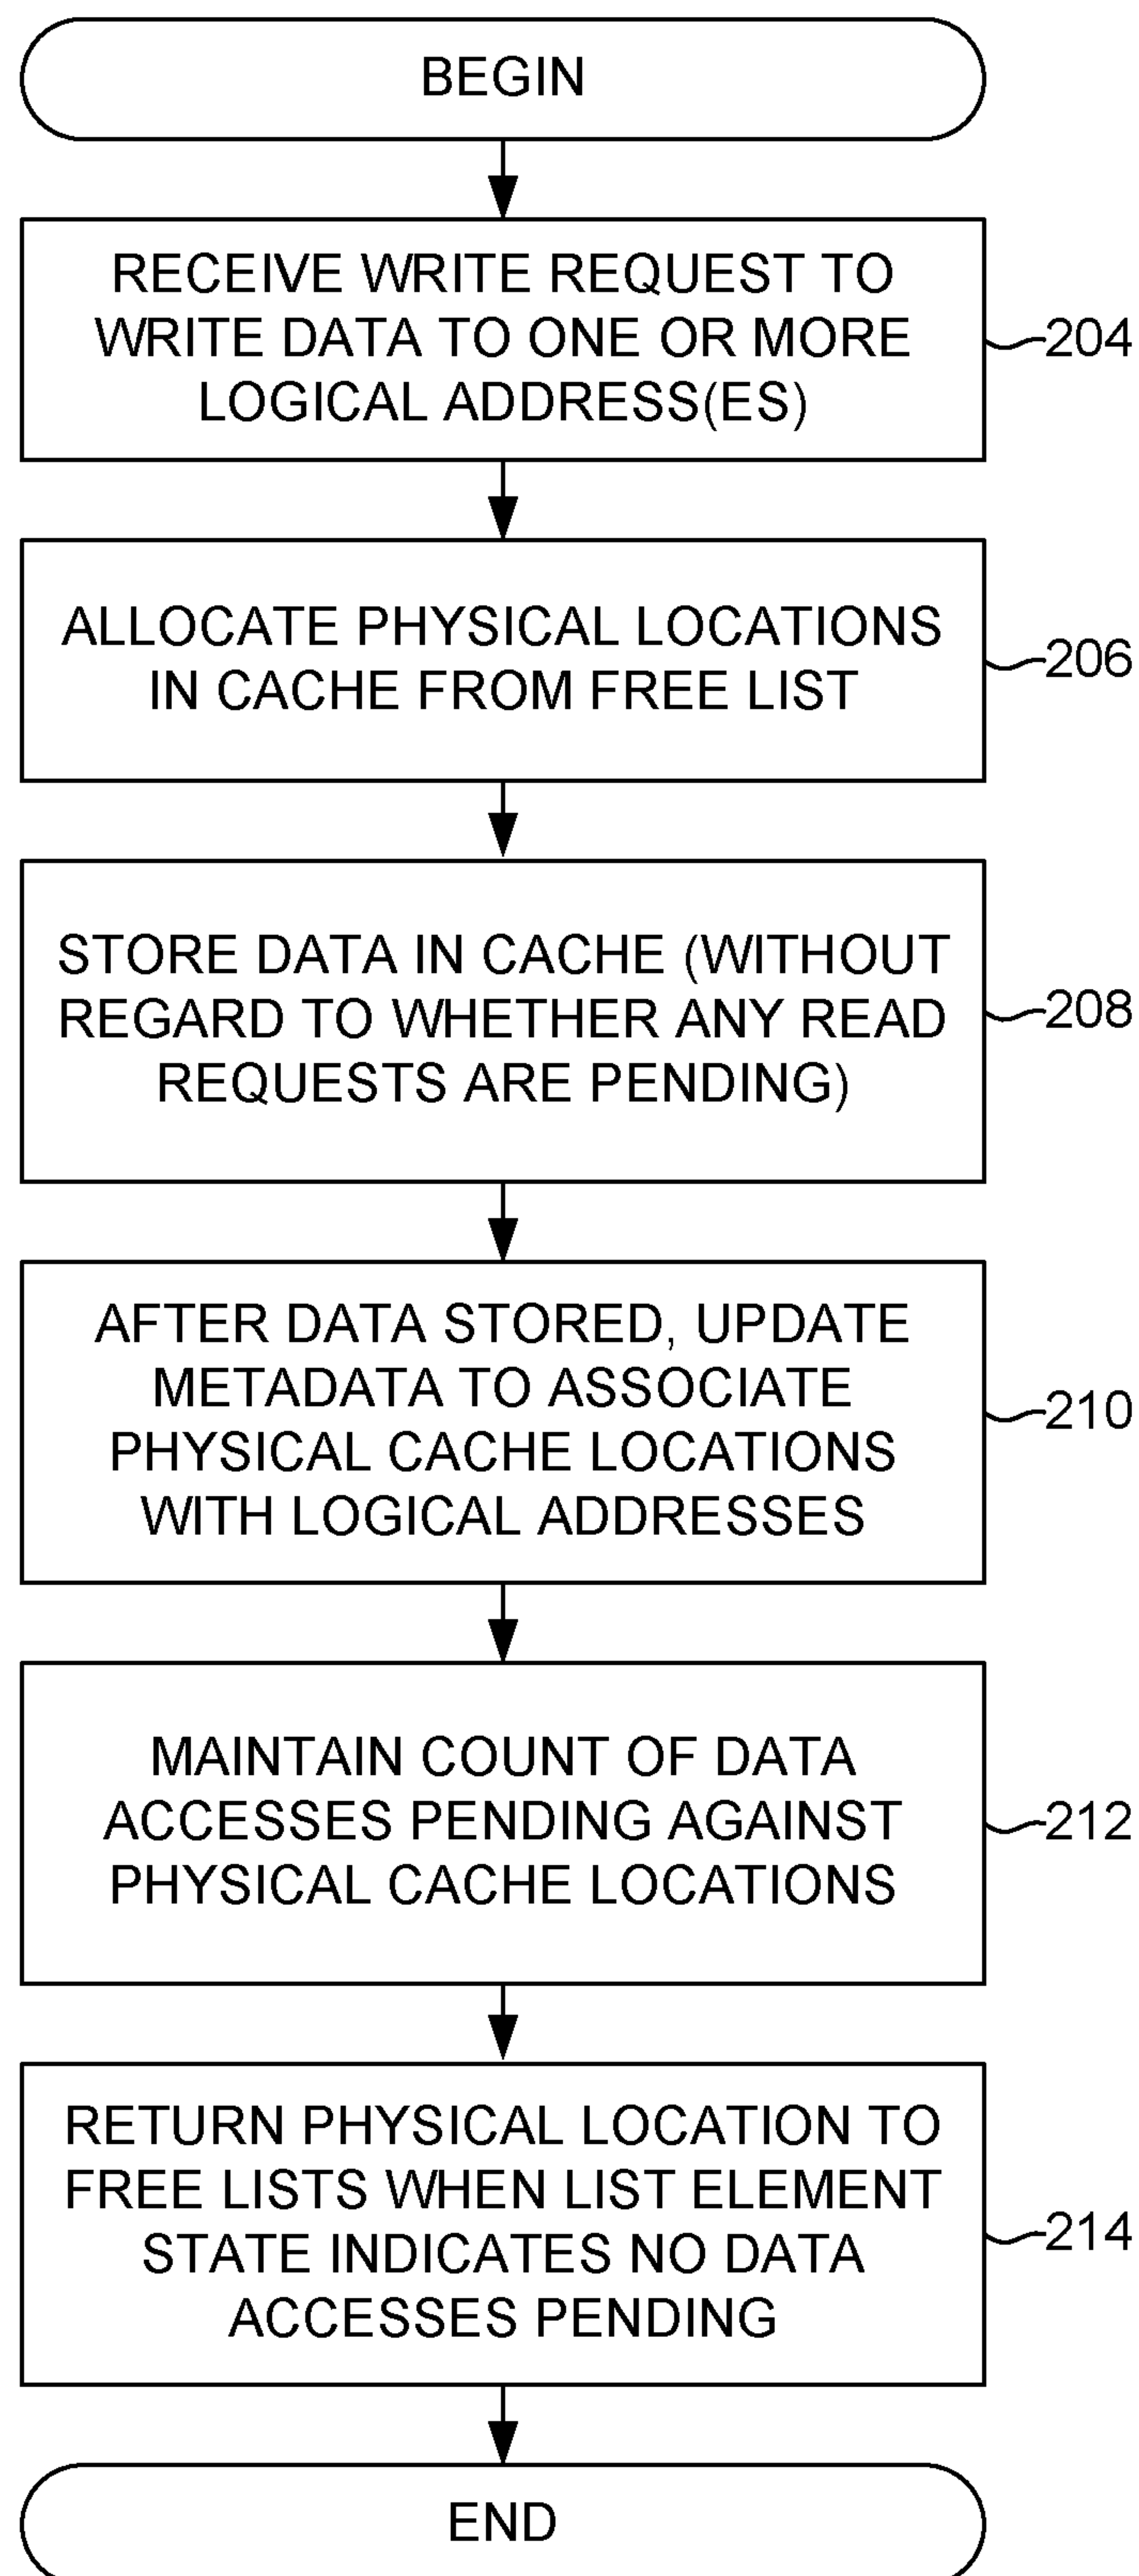 BEGIN
RECEIVE WRITE REQUEST TO
WRITE DATA TO ONE OR MORE
LOGICAL ADDRESS(ES)
204
ALLOCATE PHYSICAL LOCATIONS
IN CACHE FROM FREE LIST
206
STORE DATA IN CACHE (WITHOUT
REGARD TO WHETHER ANY READ
REQUESTS ARE PENDING)
208
AFTER DATA STORED, UPDATE
METADATA TO ASSOCIATE
PHYSICAL CACHE LOCATIONS
WITH LOGICAL ADDRESSES
210
MAINTAIN COUNT OF DATA
ACCESSES PENDING AGAINST
PHYSICAL CACHE LOCATIONS
212
RETURN PHYSICAL LOCATION TO
FREE LISTS WHEN LIST ELEMENT
STATE INDICATES NO DATA
ACCESSES PENDING
214
END